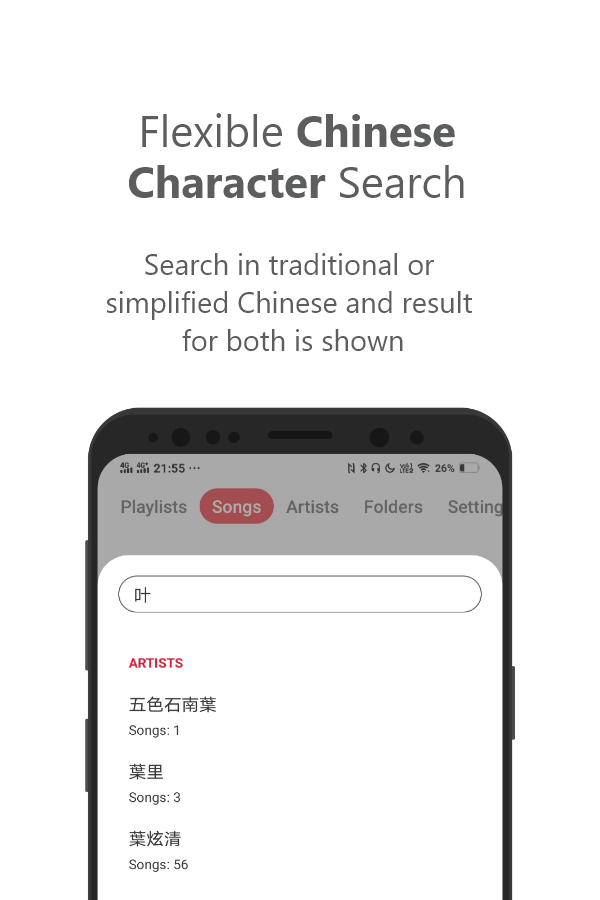 Flexible Chinese
Character Search
Search in traditional or
simplified Chinese and result
for both is shown
4G 4G+ 21:55 ··· 26%
Playlists Songs Artists Folders Setting
叶
ARTISTS
五色石南葉
Songs: 1
葉里
Songs: 3
葉炫清
Songs: 56